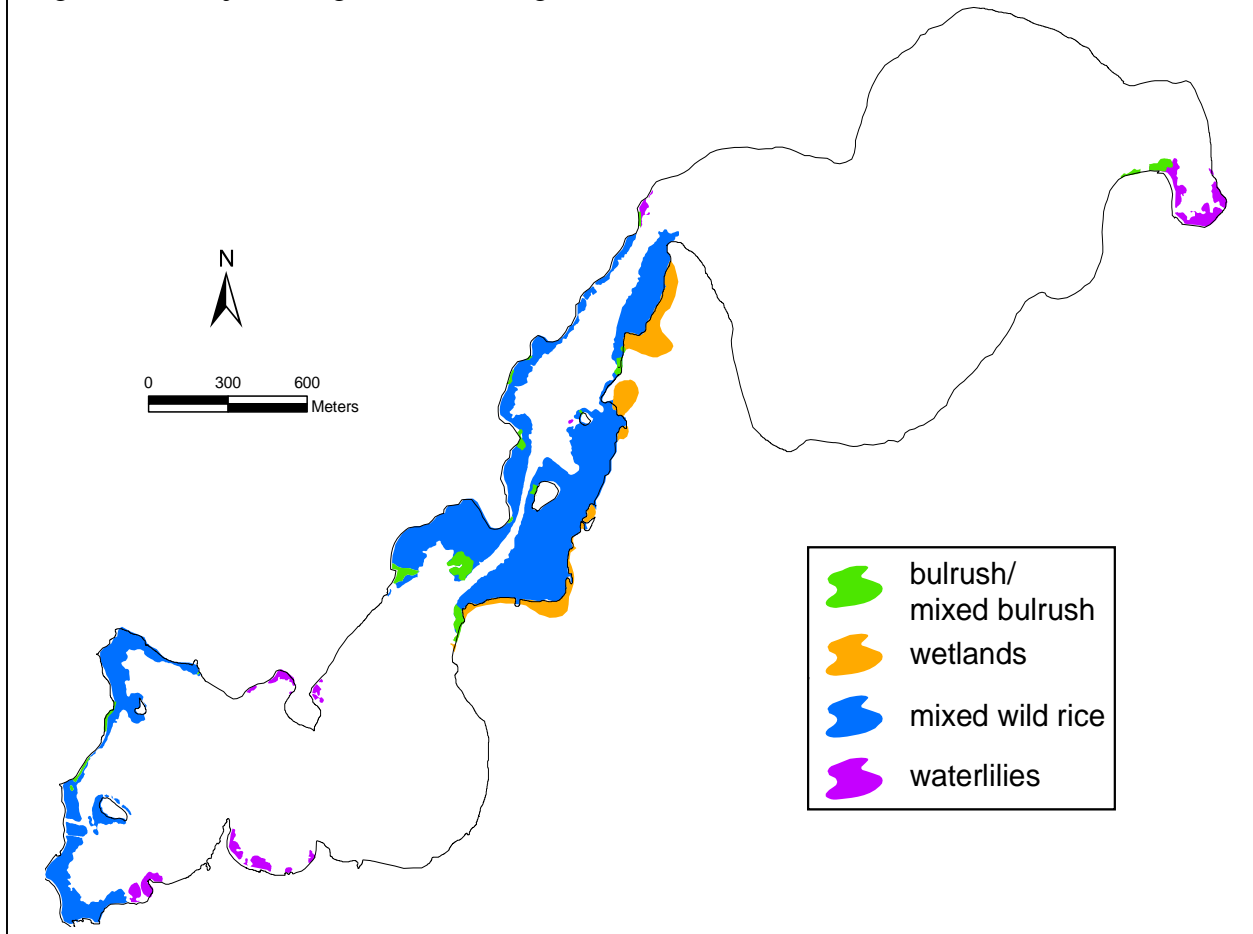 N
0 300 600
Meters
bulrush/
mixed bulrush
wetlands
mixed wild rice
waterlilies